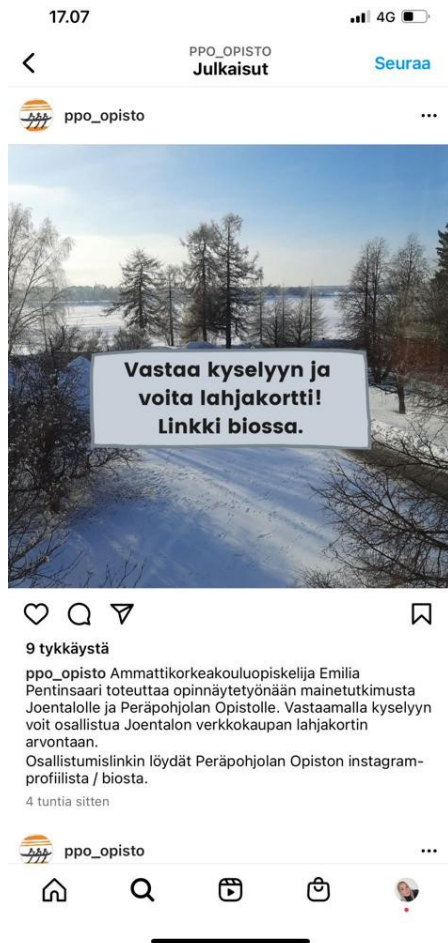 17.07
4G
PPO_OPISTO
Julkaisut
Seuraa
ppo_opisto
Vastaa kyselyyn ja
voita lahjakortti!
Linkki biossa.
9 tykkäystä
ppo_opisto Ammattikorkeakouluopiskelija Emilia
Pentinsaari toteuttaa opinnäytetyönään mainetutkimusta
Joentalolle ja Peräpohjolan Opistolle. Vastaamalla kyselyyn
voit osallistua Joentalon verkkokaupan lahjakortin
arvontaan.
Osallistumislinkin löydät Peräpohjolan Opiston instagram-
profiilista / biosta.
4 tuntia sitten
ppo_opisto